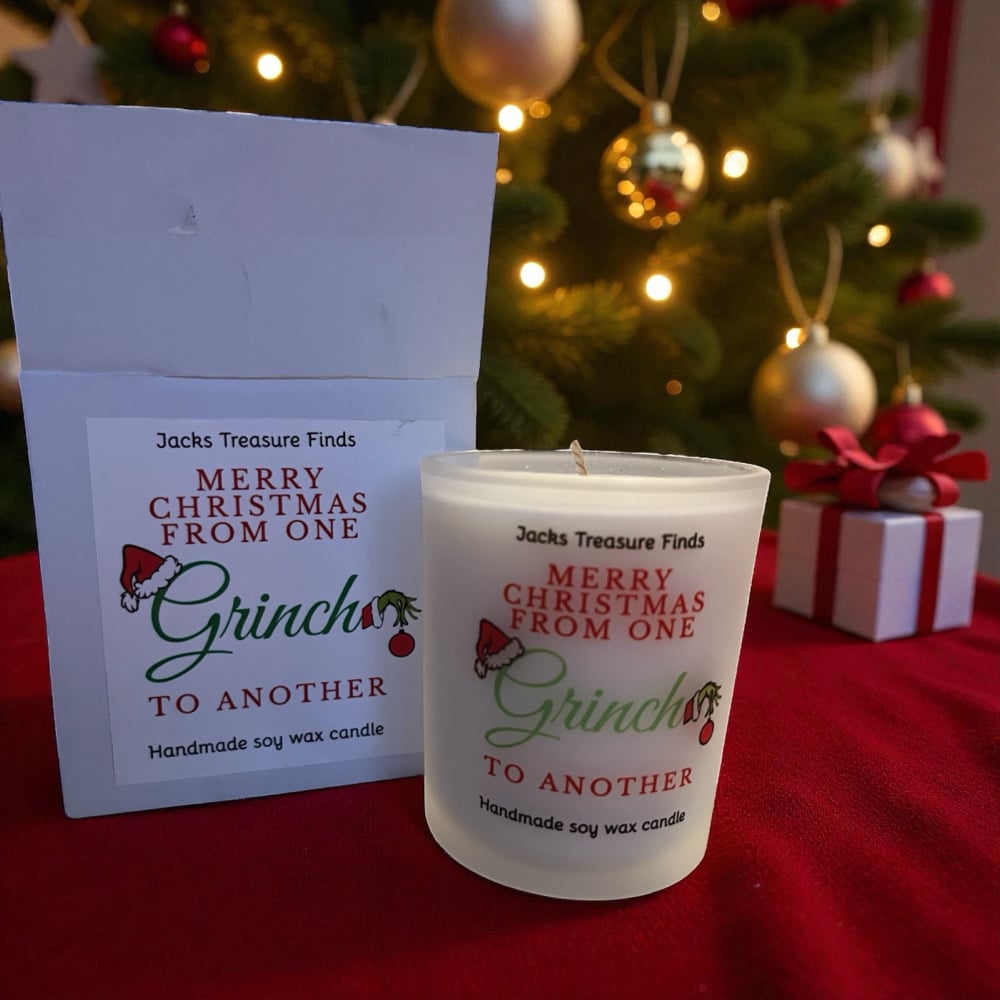 Jacks Treasure Finds
MERRY
CHRISTMAS
FROM ONE
Grinch
TO ANOTHER
Handmade soy wax candle
Jacks Treasure Finds
MERRY
CHRISTMAS
FROM ONE
Grinch
TO ANOTHER
Handmade soy wax candle